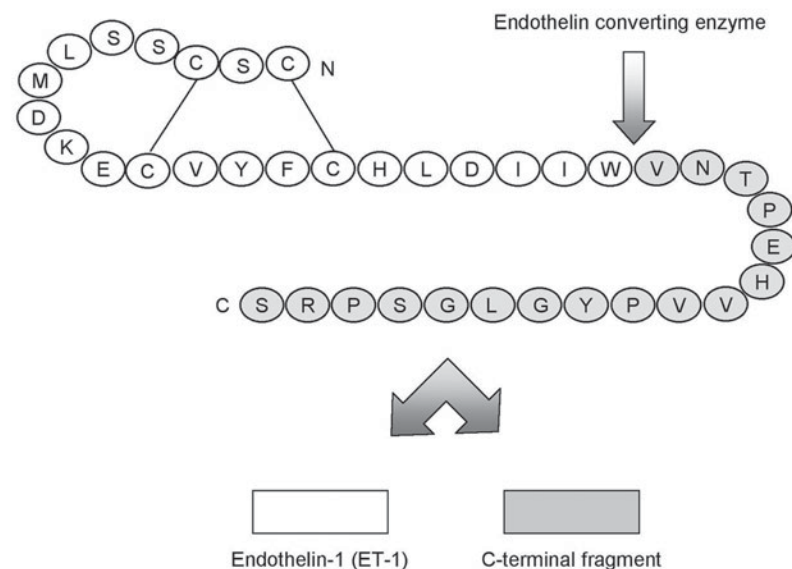 Endothelin converting enzyme
C S C S S L M D K E C V Y F C H L D I I W V N T P E H V V P Y G L G S P R S
N
C
Endothelin-1 (ET-1)
C-terminal fragment